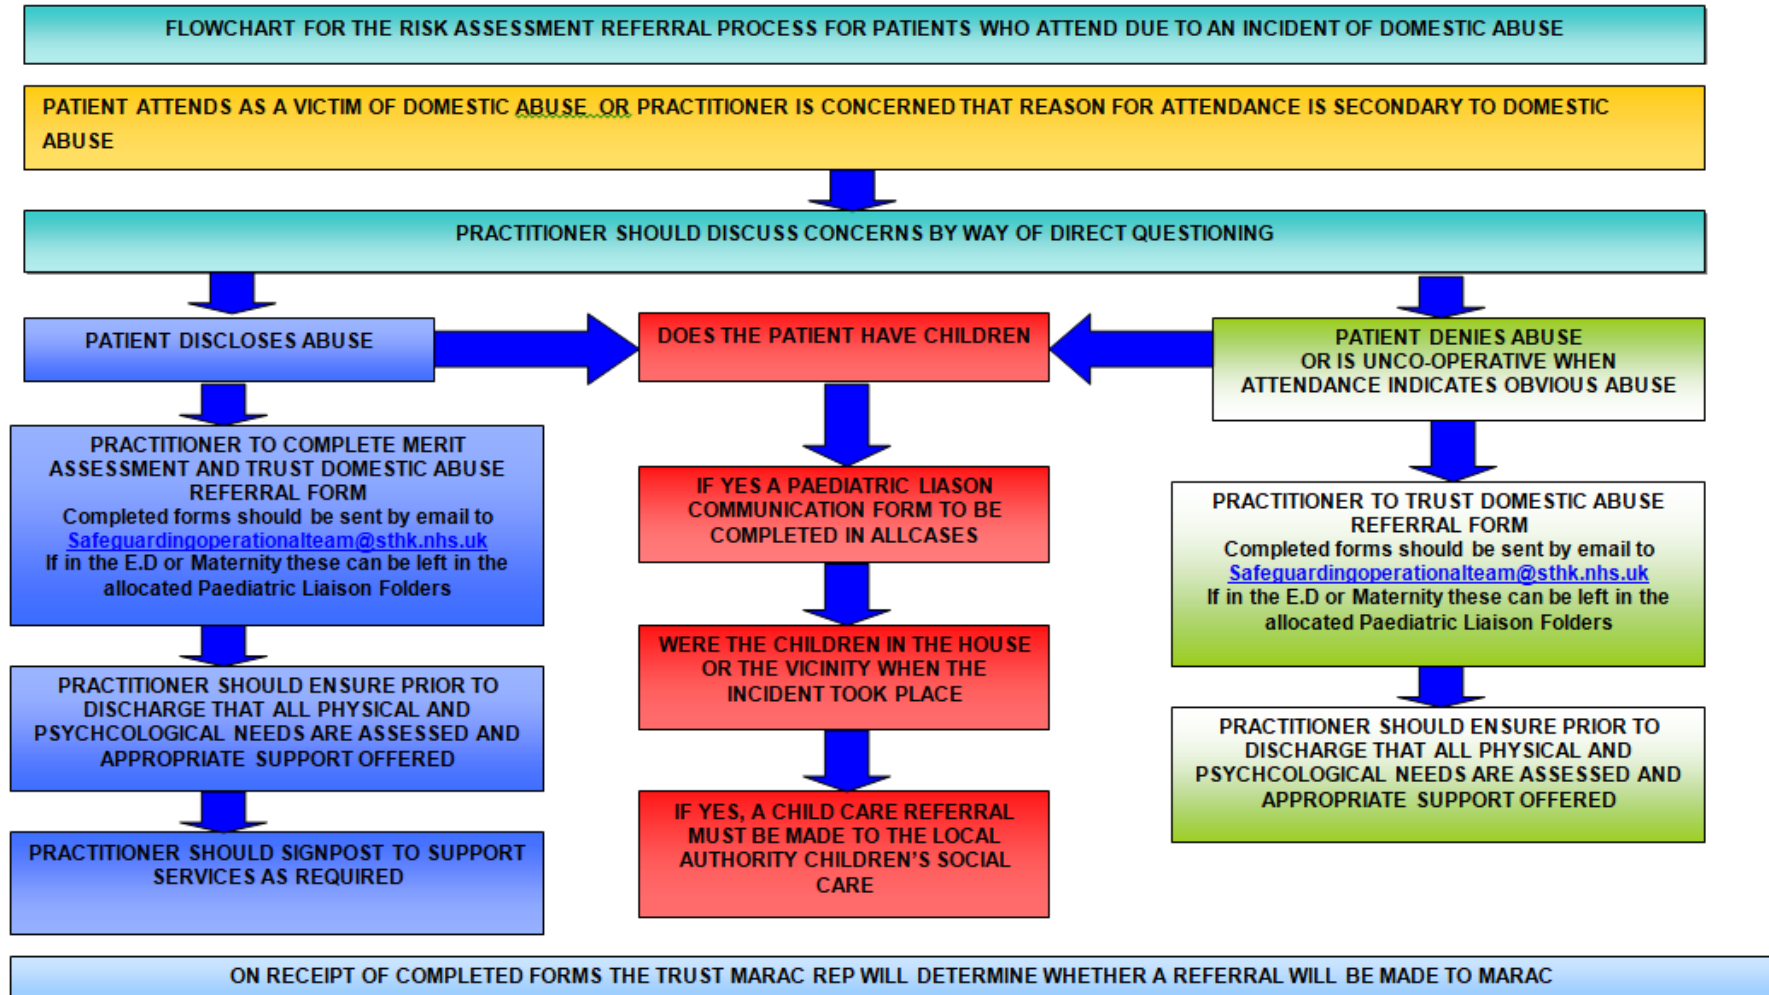 FLOWCHART FOR THE RISK ASSESSMENT REFERRAL PROCESS FOR PATIENTS WHO ATTEND DUE TO AN INCIDENT OF DOMESTIC ABUSE
PATIENT ATTENDS AS A VICTIM OF DOMESTIC ABUSE OR PRACTITIONER IS CONCERNED THAT REASON FOR ATTENDANCE IS SECONDARY TO DOMESTIC
ABUSE
PRACTITIONER SHOULD DISCUSS CONCERNS BY WAY OF DIRECT QUESTIONING
PATIENT DISCLOSES ABUSE
PRACTITIONER TO COMPLETE MERIT
ASSESSMENT AND TRUST DOMESTIC ABUSE
REFERRAL FORM
Completed forms should be sent by email to
Safeguardingoperationalteam@sthk.nhs.uk
If in the E.D or Maternity these can be left in the
allocated Paediatric Liaison Folders
PRACTITIONER SHOULD ENSURE PRIOR TO
DISCHARGE THAT ALL PHYSICAL AND
PSYCHCOLOGICAL NEEDS ARE ASSESSED AND
APPROPRIATE SUPPORT OFFERED
PRACTITIONER SHOULD SIGNPOST TO SUPPORT
SERVICES AS REQUIRED
DOES THE PATIENT HAVE CHILDREN
IF YES A PAEDIATRIC LIASON
COMMUNICATION FORM TO BE
COMPLETED IN ALLCASES
WERE THE CHILDREN IN THE HOUSE
OR THE VICINITY WHEN THE
INCIDENT TOOK PLACE
IF YES, A CHILD CARE REFERRAL
MUST BE MADE TO THE LOCAL
AUTHORITY CHILDREN'S SOCIAL
CARE
PATIENT DENIES ABUSE
OR IS UNCO-OPERATIVE WHEN
ATTENDANCE INDICATES OBVIOUS ABUSE
PRACTITIONER TO TRUST DOMESTIC ABUSE
REFERRAL FORM
Completed forms should be sent by email to
Safeguardingoperationalteam@sthk.nhs.uk
If in the E.D or Maternity these can be left in the
allocated Paediatric Liaison Folders
PRACTITIONER SHOULD ENSURE PRIOR TO
DISCHARGE THAT ALL PHYSICAL AND
PSYCHCOLOGICAL NEEDS ARE ASSESSED AND
APPROPRIATE SUPPORT OFFERED
ON RECEIPT OF COMPLETED FORMS THE TRUST MARAC REP WILL DETERMINE WHETHER A REFERRAL WILL BE MADE TO MARAC